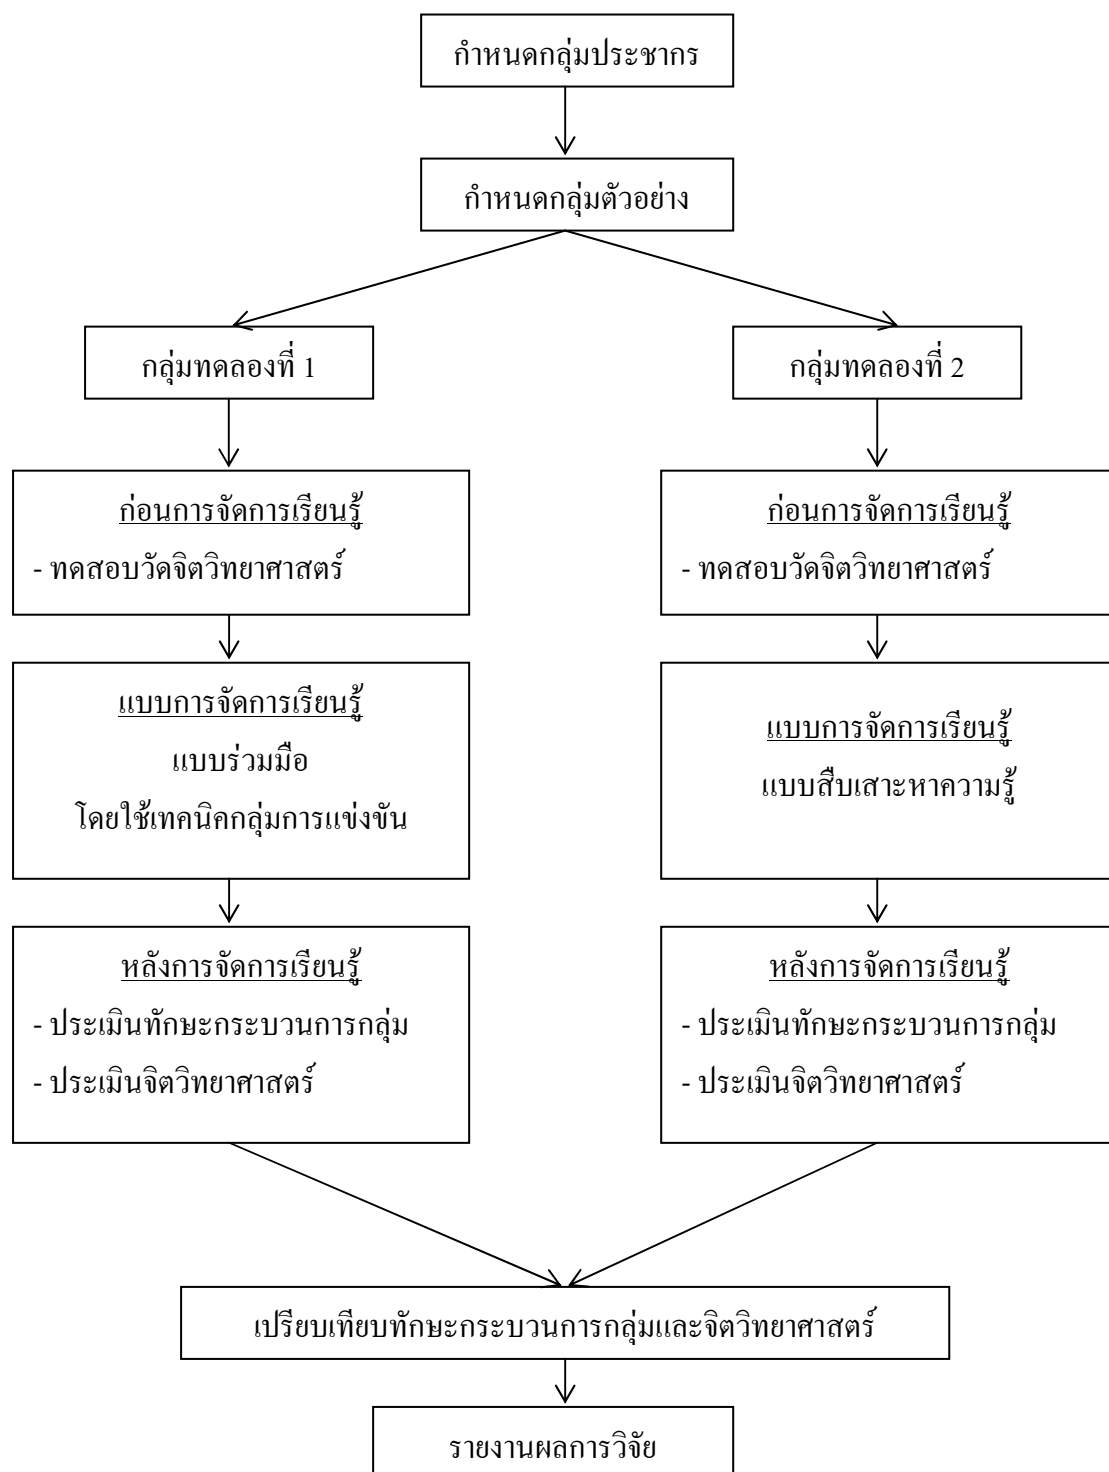 กำหนดกลุ่มประชากร
กำหนดกลุ่มตัวอย่าง
กลุ่มทดลองที่ 1
กลุ่มทดลองที่ 2
ก่อนการจัดการเรียนรู้
- ทดสอบวัดจิตวิทยาศาสตร์
ก่อนการจัดการเรียนรู้
- ทดสอบวัดจิตวิทยาศาสตร์
แบบการจัดการเรียนรู้
แบบร่วมมือ
โดยใช้เทคนิคกลุ่มการแข่งขัน
แบบการจัดการเรียนรู้
แบบสืบเสาะหาความรู้
หลังการจัดการเรียนรู้
- ประเมินทักษะกระบวนการกลุ่ม
- ประเมินจิตวิทยาศาสตร์
หลังการจัดการเรียนรู้
- ประเมินทักษะกระบวนการกลุ่ม
- ประเมินจิตวิทยาศาสตร์
เปรียบเทียบทักษะกระบวนการกลุ่มและจิตวิทยาศาสตร์
รายงานผลการวิจัย